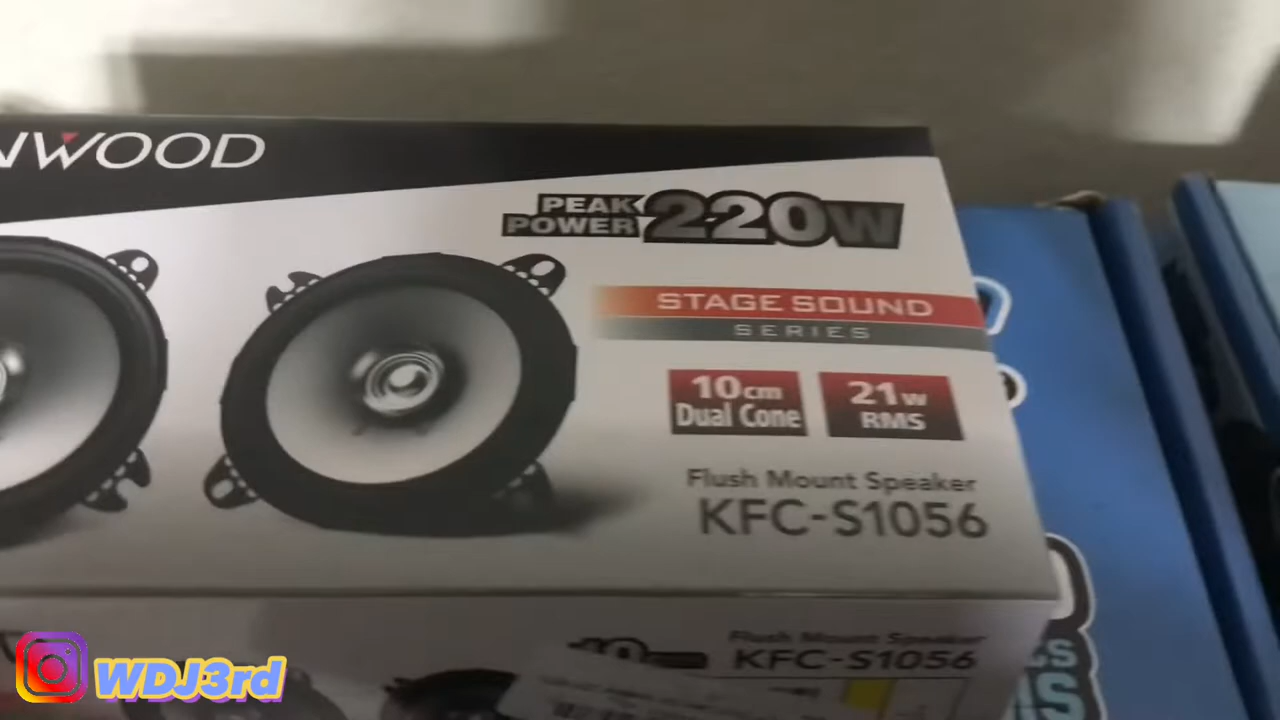 NWOOD
PEAK
POWER 220W
STAGE SOUND
SERIES
10cm
Dual Cone
21W
RMS
Flush Mount Speaker
KFC-S1056
Flush Mount Speaker
KFC-S1056
WDJ3rd